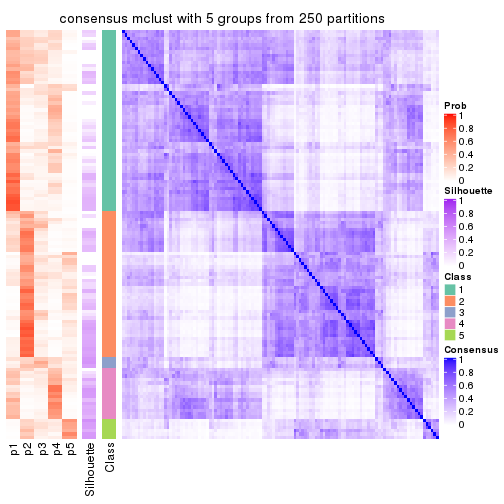 consensus mclust with 5 groups from 250 partitions
Prob
1
0.8
0.6
0.4
0.2
0
Silhouette
1
0.8
0.6
0.4
0.2
0
Class
1
2
3
4
5
Consensus
1
0.8
0.6
0.4
0.2
0
p1
p2
p3
p4
p5
Silhouette
Class